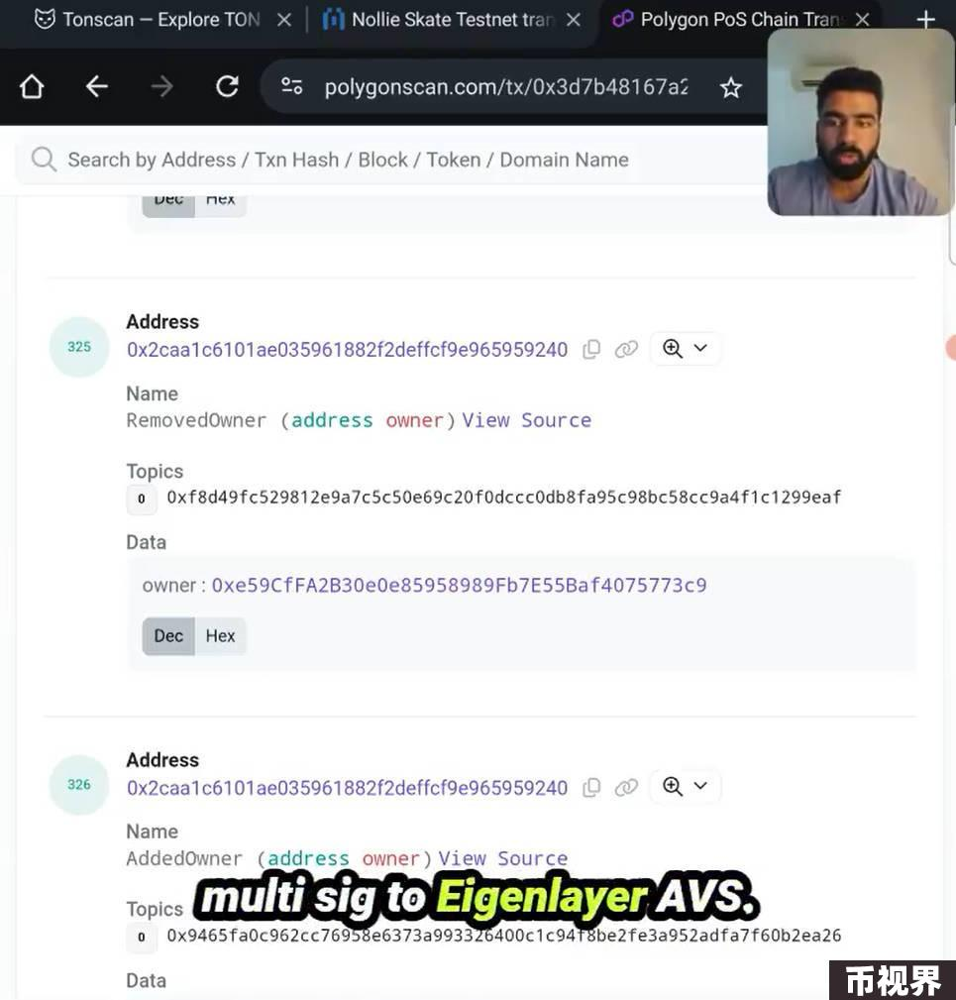 Tonscan — Explore TON
Nollie Skate Testnet tran
Polygon PoS Chain Trans
polygonscan.com/tx/0x3d7b48167a2
Search by Address / Txn Hash / Block / Token / Domain Name
Dec Hex
325
Address
0x2caa1c6101ae035961882f2deffcf9e965959240
Name
RemovedOwner (address owner) View Source
Topics
0 0xf8d49fc529812e9a7c5c50e69c20f0dccc0db8fa95c98bc58cc9a4f1c1299eaf
Data
owner : 0xe59CfFA2B30e0e85958989Fb7E55Baf4075773c9
Dec Hex
326
Address
0x2caa1c6101ae035961882f2deffcf9e965959240
Name
AddedOwner (address owner) View Source
multi sig to Eigenlayer AVS.
Topics
0 0x9465fa0c962cc76958e6373a993326400c1c94f8be2fe3a952adfa7f60b2ea26
Data
币视界